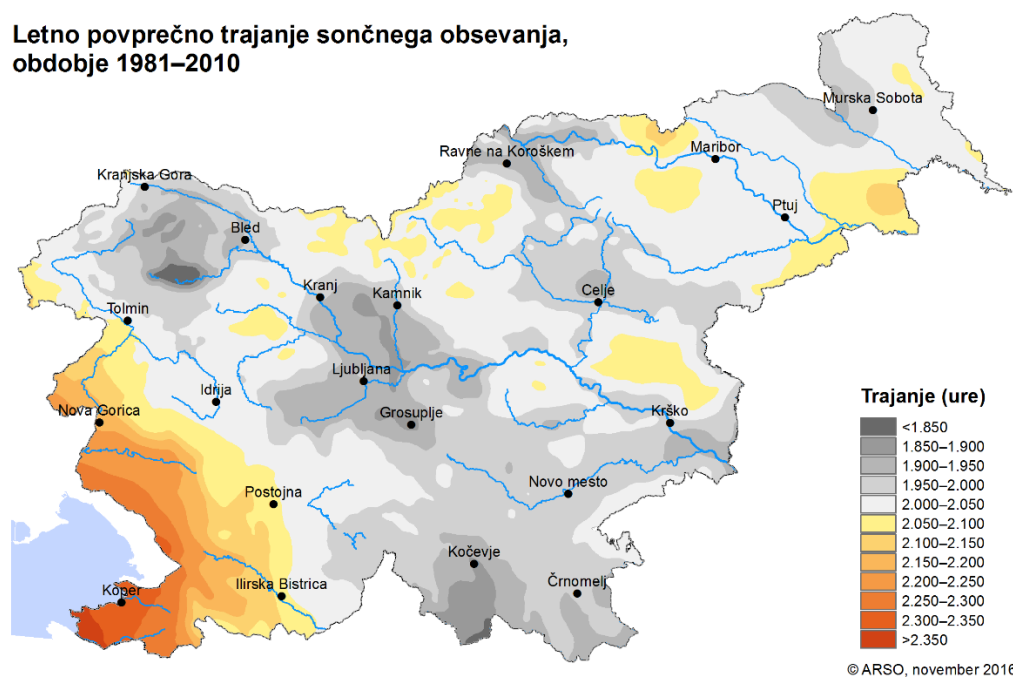 Letno povprečno trajanje sončnega obsevanja,
obdobje 1981–2010
Murska Sobota
Ravne na Koroškem
Maribor
Kranjska Gora
Ptuj
Bled
Kranj
Kamnik
Celje
Tolmin
Ljubljana
Idrija
Nova Gorica
Grosuplje
Krško
Novo mesto
Postojna
Kočevje
Črnomelj
Koper
Ilirska Bistrica
Trajanje (ure)
<1.850
1.850–1.900
1.900–1.950
1.950–2.000
2.000–2.050
2.050–2.100
2.100–2.150
2.150–2.200
2.200–2.250
2.250–2.300
2.300–2.350
>2.350
© ARSO, november 2016